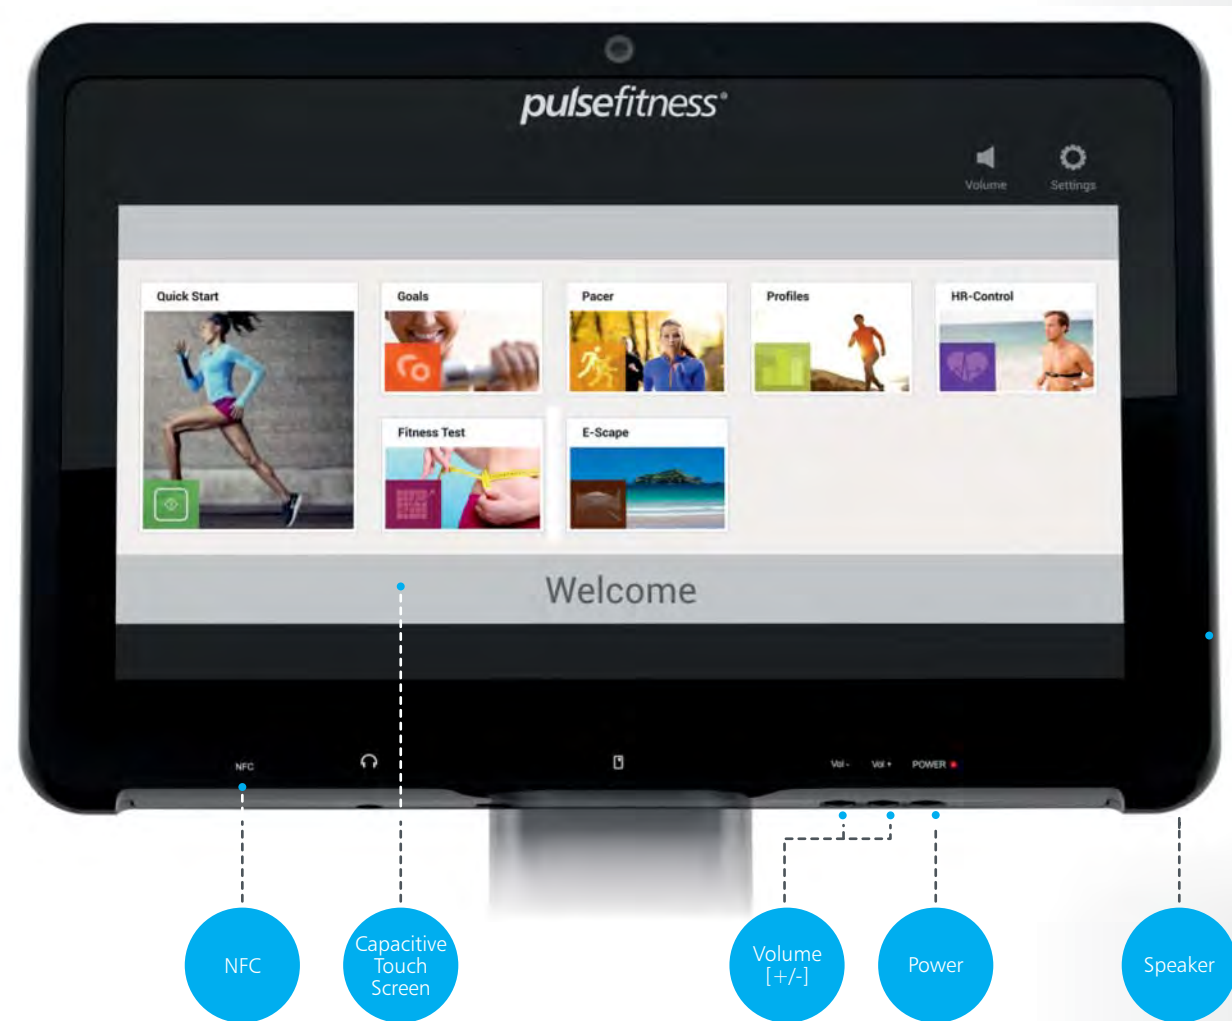 pulsefitness®
Volume
Settings
Quick Start
Goals
Pacer
Profiles
HR-Control
Fitness Test
E-Scape
Welcome
NFC
Vol -
Vol +
POWER
NFC
Capacitive
Touch
Screen
Volume
[+/-]
Power
Speaker